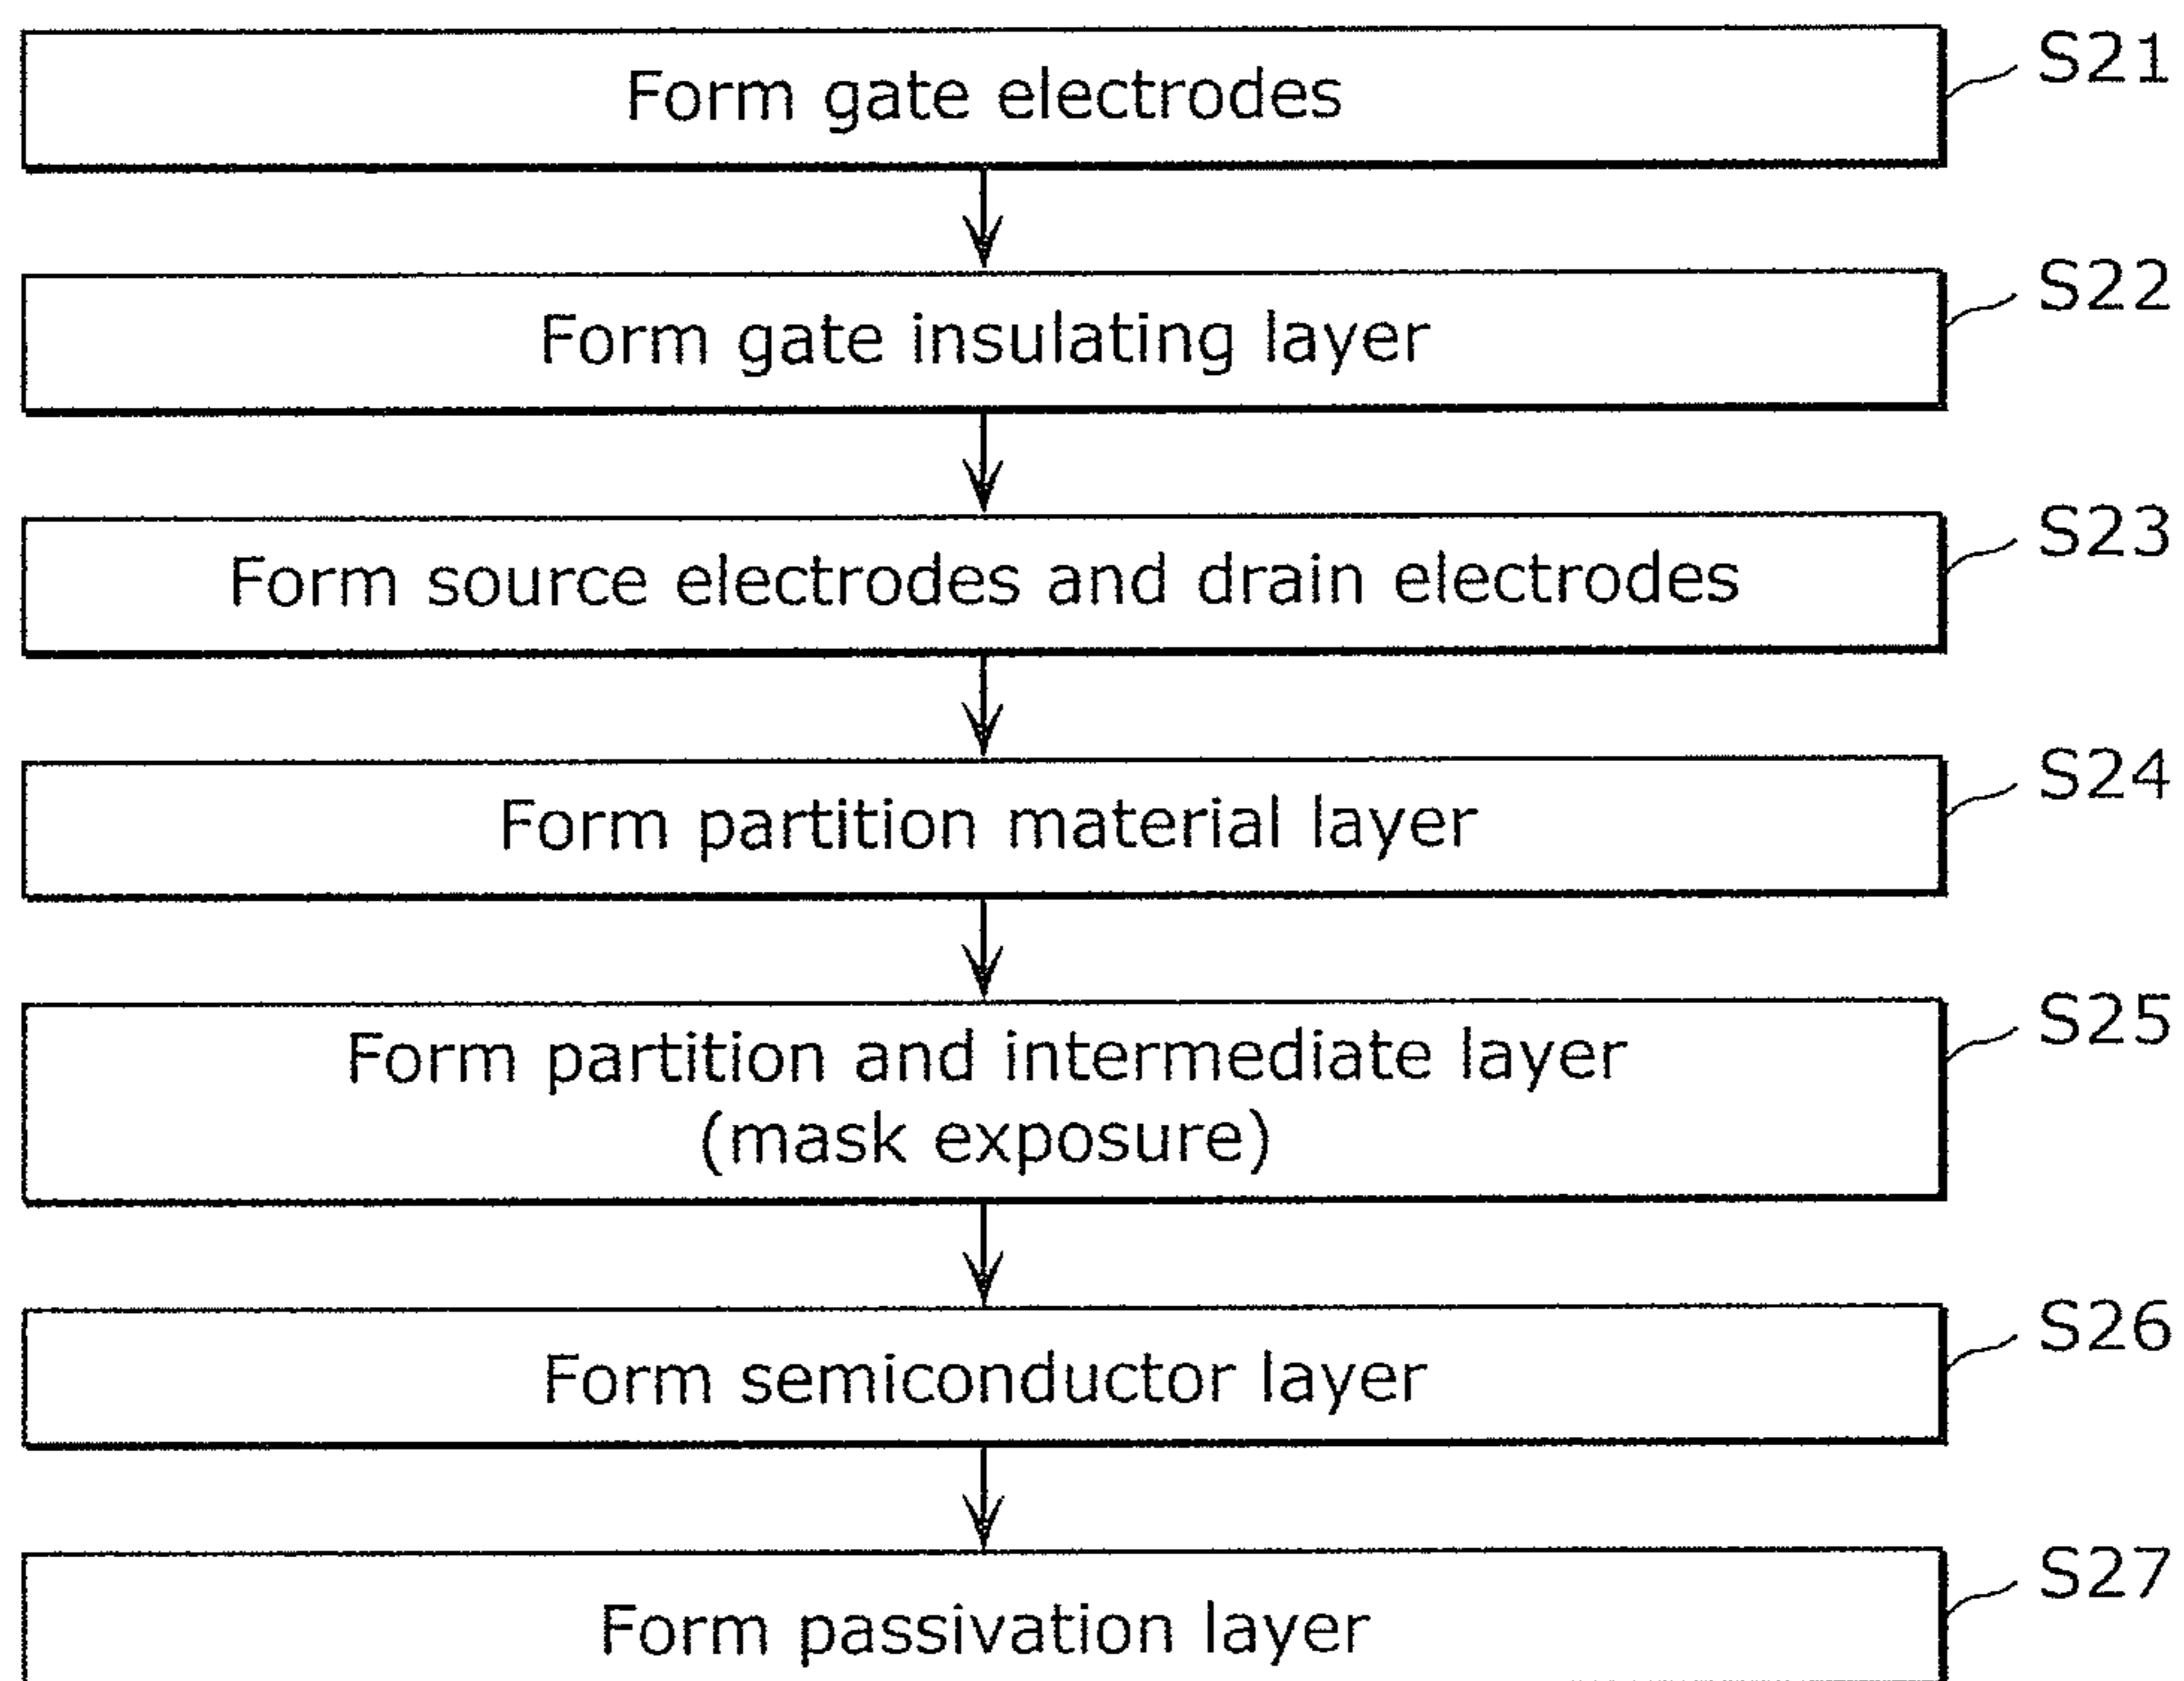 Form gate electrodes
S21
Form gate insulating layer
S22
Form source electrodes and drain electrodes
S23
Form partition material layer
S24
Form partition and intermediate layer
(mask exposure)
S25
Form semiconductor layer
S26
Form passivation layer
S27